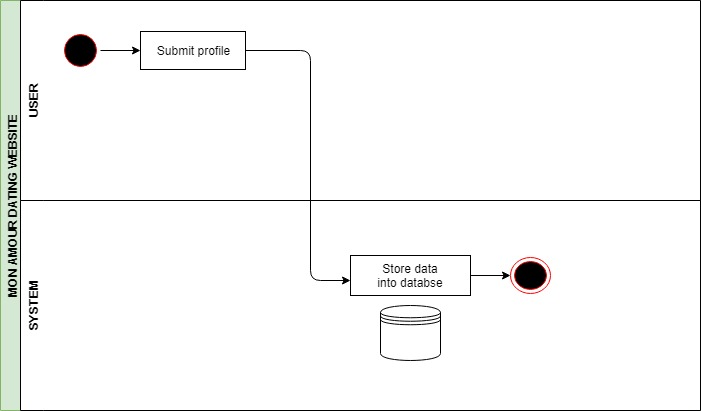 MON AMOUR DATING WEBSITE
USER
Submit profile
SYSTEM
Store data
into databse